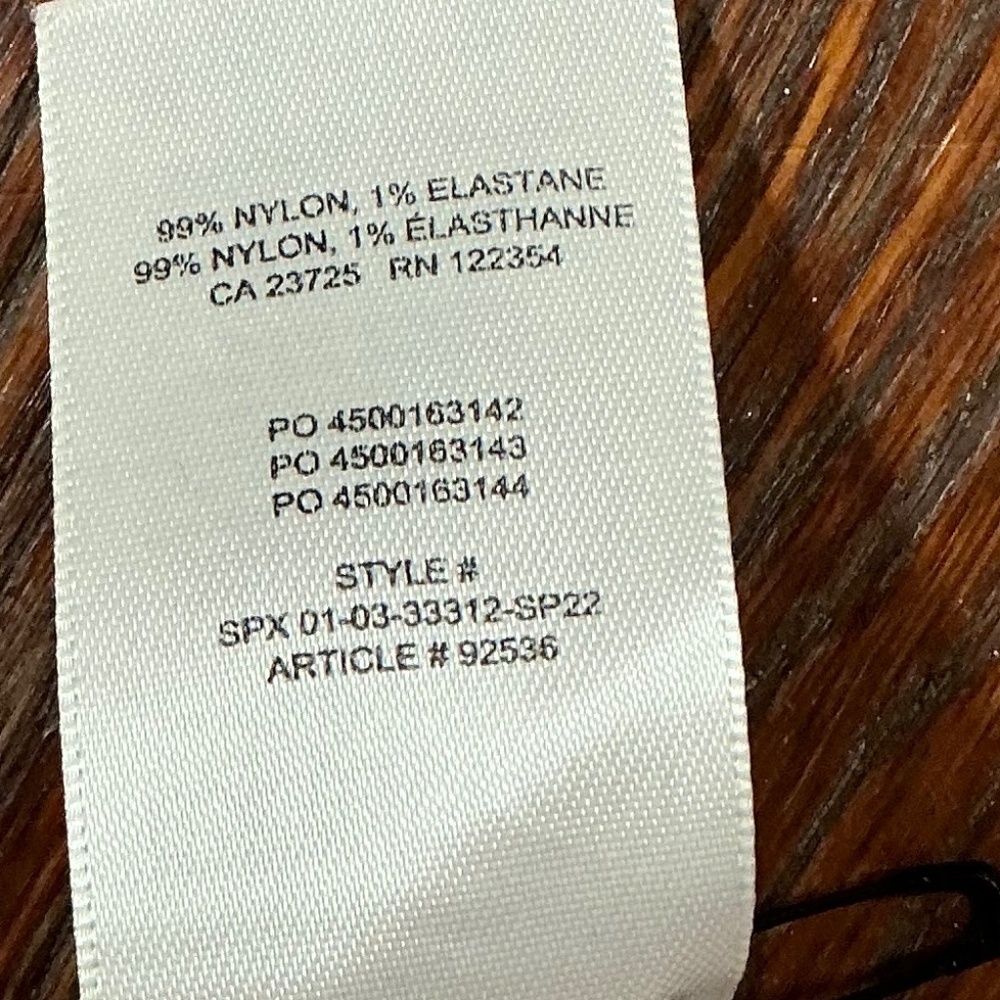 99% NYLON, 1% ELASTANE
99% NYLON, 1% ÉLASTHANNE
CA 23725 RN 122354
PO 4500163142
PO 4500163143
PO 4500163144
STYLE #
SPX 01-03-33312-SP22
ARTICLE # 92536